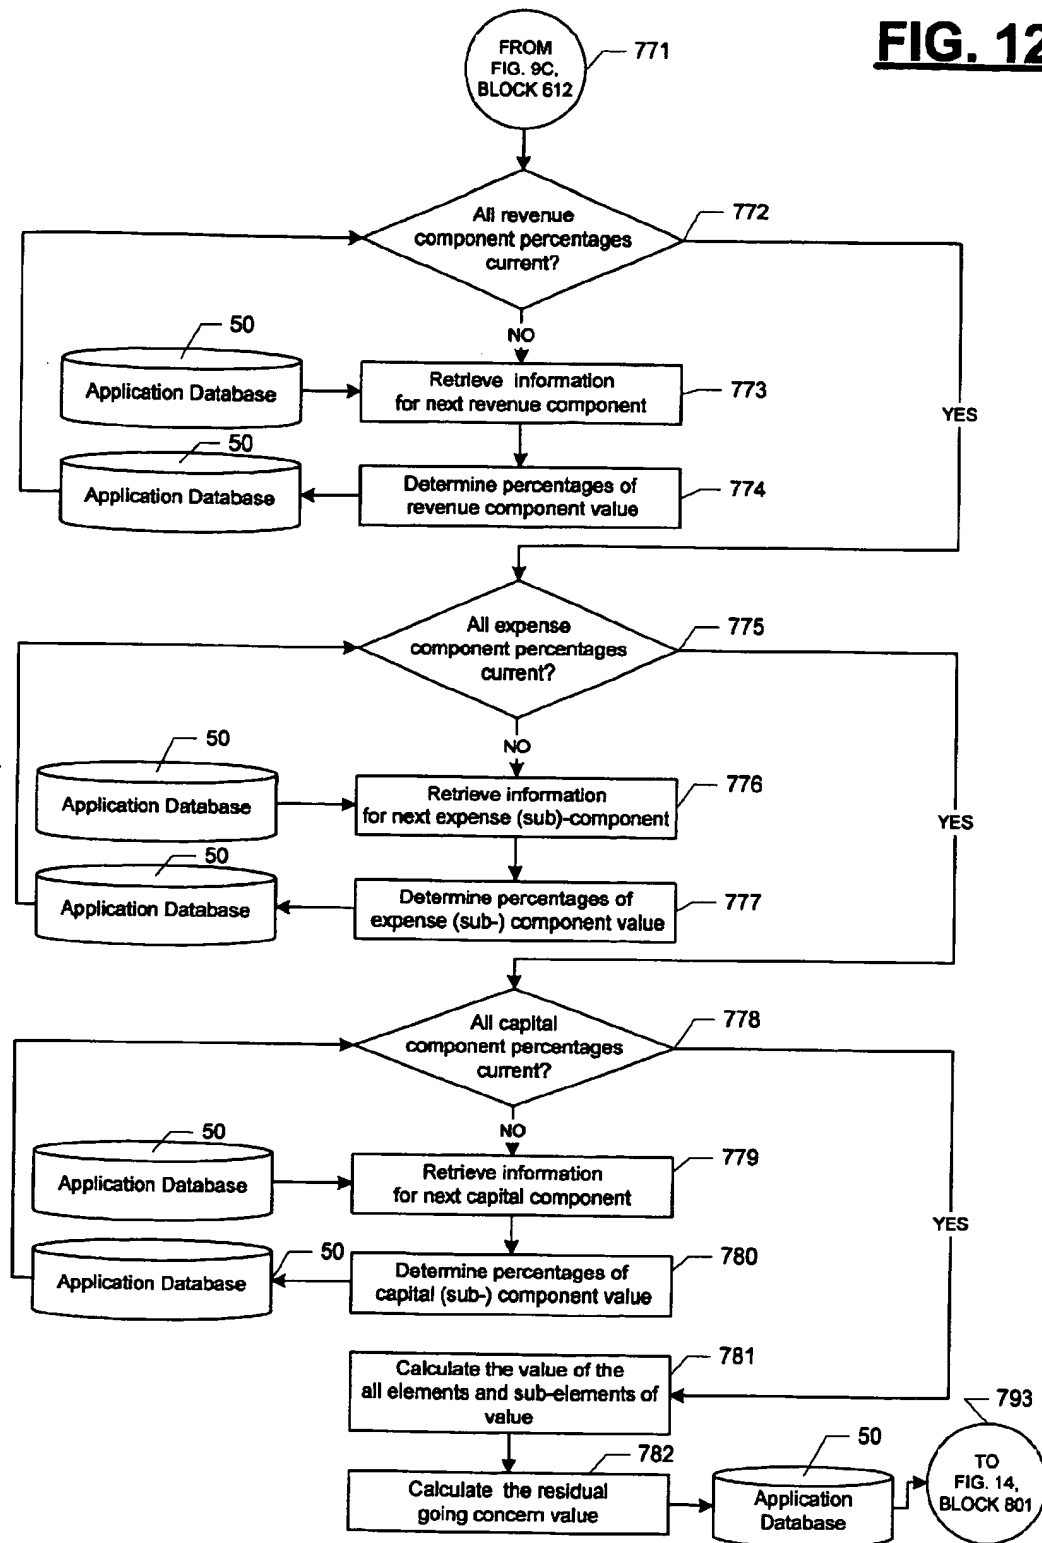 FIG. 12
FROM
FIG. 9C,
BLOCK 612
771
All revenue
component percentages
current?
772
NO
YES
50
Application Database
Retrieve information
for next revenue component
773
50
Application Database
Determine percentages of
revenue component value
774
All expense
component percentages
current?
775
NO
YES
50
Application Database
Retrieve information
for next expense (sub)-component
776
50
Application Database
Determine percentages of
expense (sub-) component value
777
All capital
component percentages
current?
778
NO
YES
50
Application Database
Retrieve information
for next capital component
779
50
Application Database
Determine percentages of
capital (sub-) component value
780
Calculate the value of the
all elements and sub-elements of
value
781
Calculate the residual
going concern value
782
50
Application
Database
793
TO
FIG. 14,
BLOCK 801